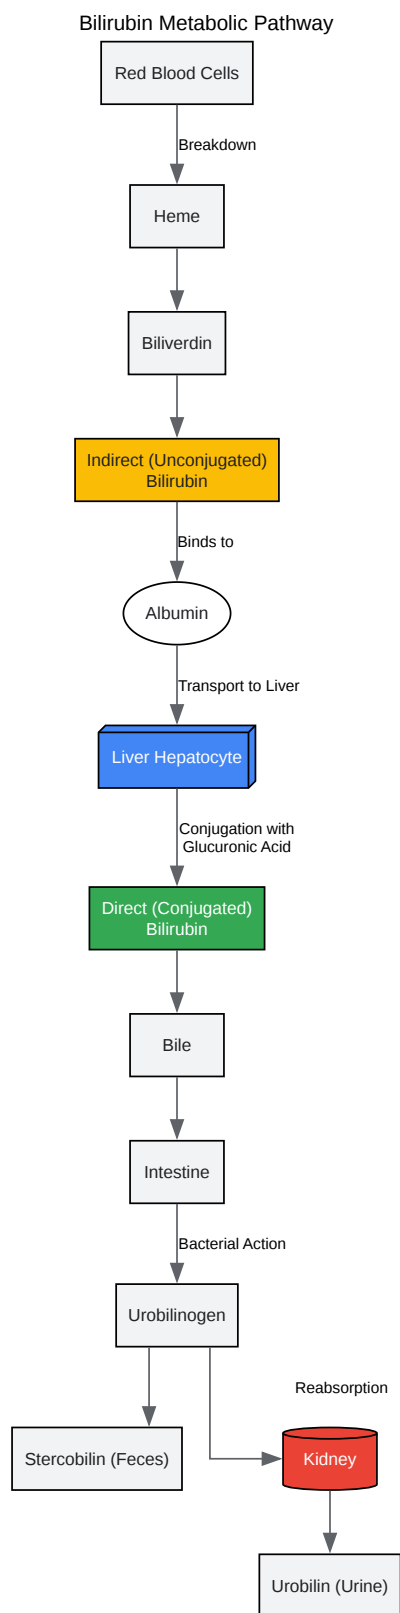 Bilirubin Metabolic Pathway
Red Blood Cells
Breakdown
Heme
Biliverdin
Indirect (Unconjugated)
Bilirubin
Binds to
Albumin
Transport to Liver
Liver Hepatocyte
Conjugation with
Glucuronic Acid
Direct (Conjugated)
Bilirubin
Bile
Intestine
Bacterial Action
Urobilinogen
Reabsorption
Stercobilin (Feces)
Kidney
Urobilin (Urine)